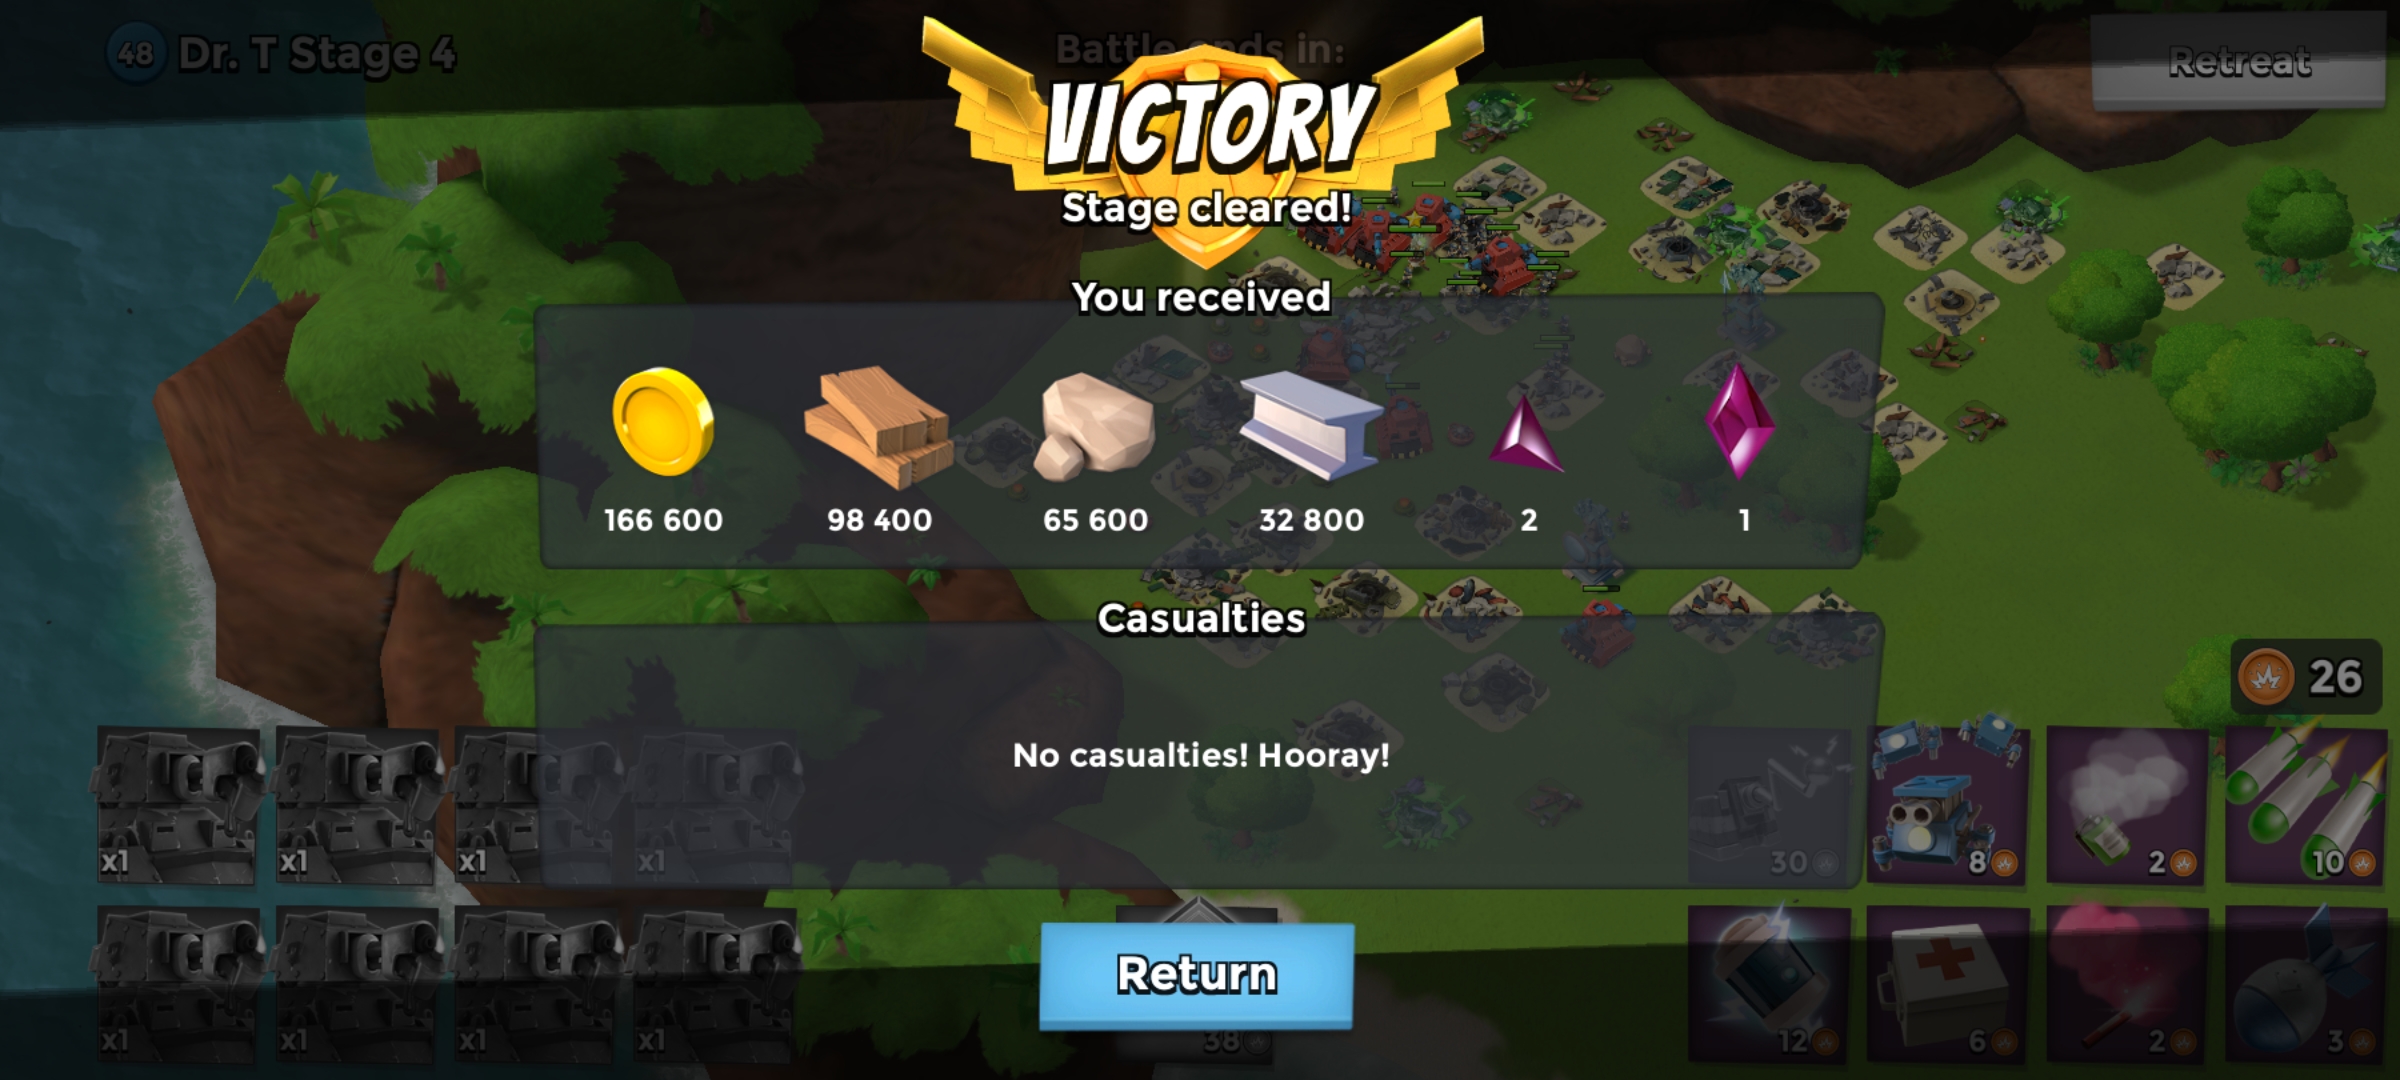 48 Dr. T Stage 4
Battle ends in:
Retreat
VICTORY
Stage cleared!
You received
166 600
98 400
65 600
32 800
2
1
Casualties
No casualties! Hooray!
26
x1
x1
x1
x1
30
8
2
10
x1
x1
x1
x1
38
12
6
2
3
Return